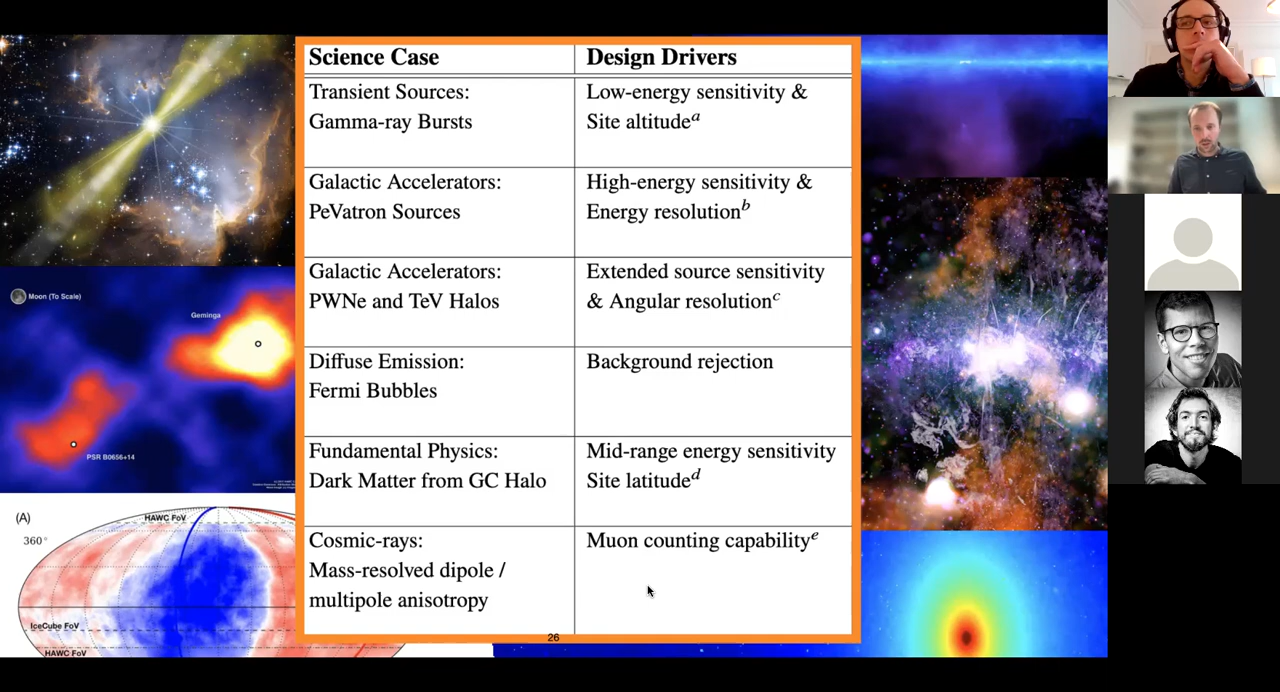 Science Case
Design Drivers
Transient Sources:
Gamma-ray Bursts
Low-energy sensitivity &
Site altitude^a
Galactic Accelerators:
PeVatron Sources
High-energy sensitivity &
Energy resolution^b
Galactic Accelerators:
PWNe and TeV Halos
Extended source sensitivity
& Angular resolution^c
Diffuse Emission:
Fermi Bubbles
Background rejection
Fundamental Physics:
Dark Matter from GC Halo
Mid-range energy sensitivity
Site latitude^d
Cosmic-rays:
Mass-resolved dipole /
multipole anisotropy
Muon counting capability^e
26
Moon (To Scale)
Geminga
PSR B0656+14
(A)
HAWC FoV
360°
IceCube FoV
HAWC FoV